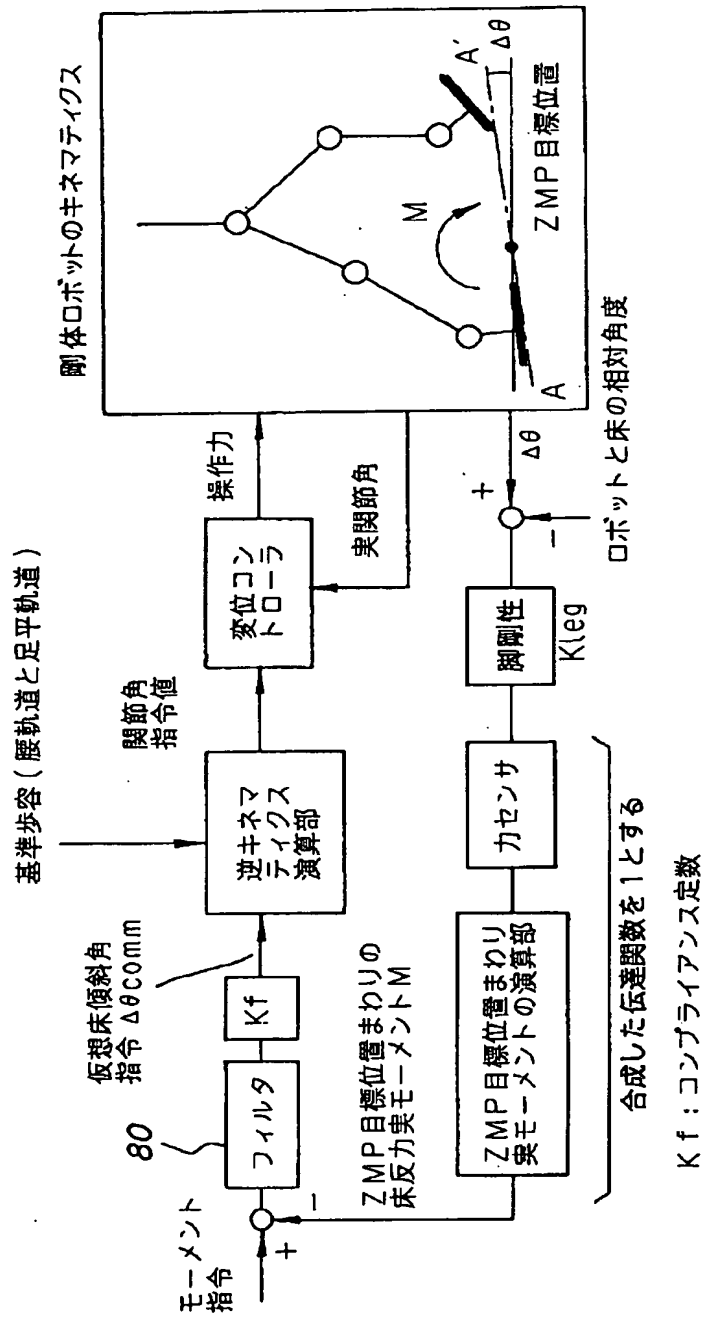 基準歩容(腰軌道と足平軌道)
剛体ロボットのキネマティクス
モーメント
指令
+
-
80
フィルタ
Kf
仮想床傾斜角
指令 Δθcomm
逆キネマ
ティクス
演算部
関節角
指令値
変位コン
トローラ
操作力
実関節角
M
A
A′
Δθ
ZMP目標位置
Δθ
+
-
ロボットと床の相対角度
脚剛性
Kleg
力センサ
ZMP目標位置まわり
実モーメントの演算部
ZMP目標位置まわりの
床反力実モーメントM
合成した伝達関数を1とする
Kf:コンプライアンス定数